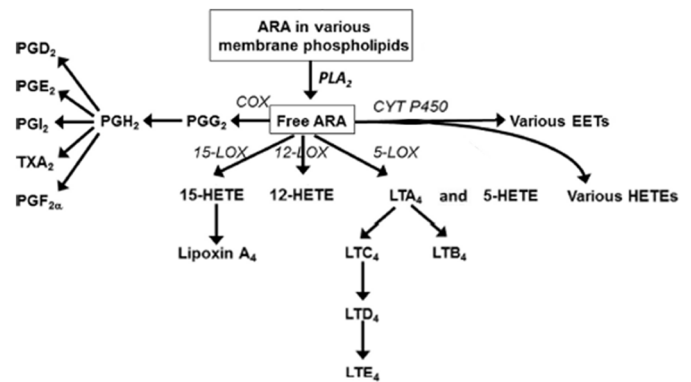 ARA in various
membrane phospholipids
PLA₂
PGD₂
PGE₂
PGI₂
TXA₂
PGF₂α
PGH₂
PGG₂
COX
Free ARA
CYT P450
Various EETs
15-LOX
12-LOX
5-LOX
15-HETE
12-HETE
LTA₄ and 5-HETE
Various HETEs
Lipoxin A₄
LTC₄
LTB₄
LTD₄
LTE₄